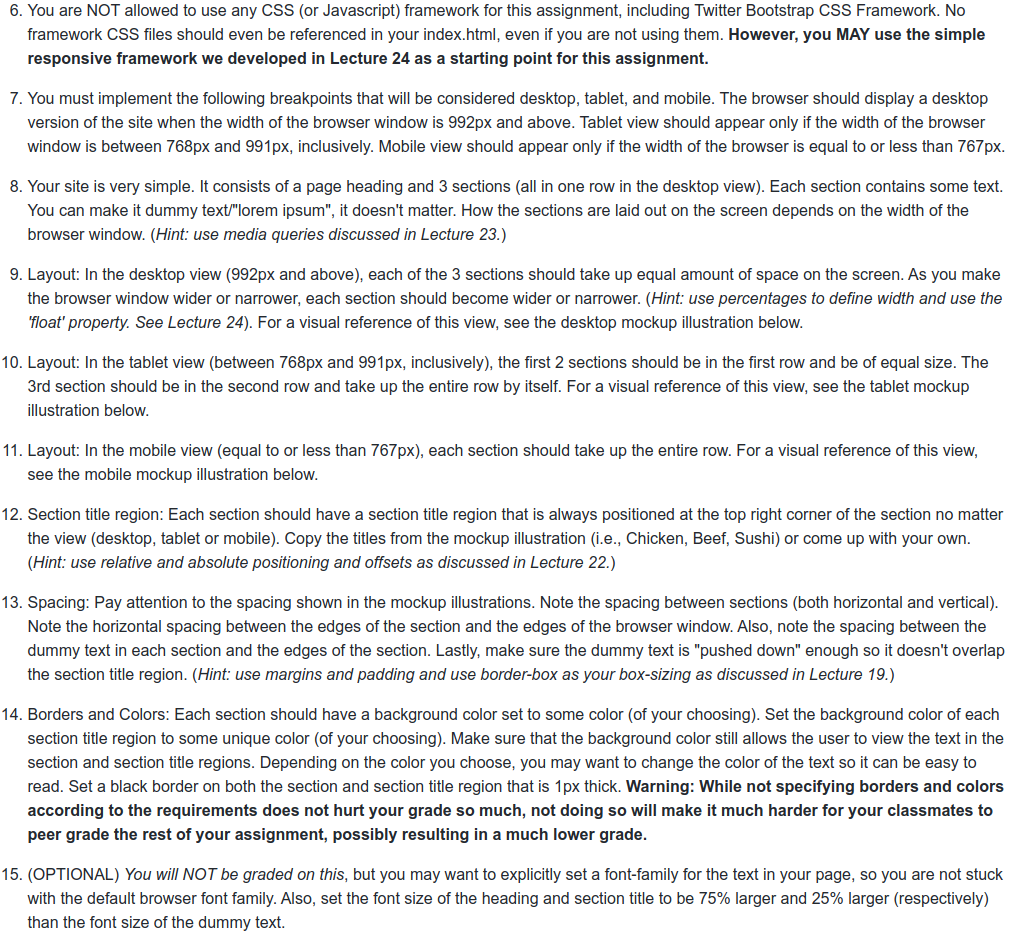 6. You are NOT allowed to use any CSS (or Javascript) framework for this assignment, including Twitter Bootstrap CSS Framework. No
framework CSS files should even be referenced in your index.html, even if you are not using them. However, you MAY use the simple
responsive framework we developed in Lecture 24 as a starting point for this assignment.
7. You must implement the following breakpoints that will be considered desktop, tablet, and mobile. The browser should display a desktop
version of the site when the width of the browser window is 992px and above. Tablet view should appear only if the width of the browser
window is between 768px and 991px, inclusively. Mobile view should appear only if the width of the browser is equal to or less than 767px.
8. Your site is very simple. It consists of a page heading and 3 sections (all in one row in the desktop view). Each section contains some text.
You can make it dummy text/"lorem ipsum", it doesn't matter. How the sections are laid out on the screen depends on the width of the
browser window. (Hint: use media queries discussed in Lecture 23.)
9. Layout: In the desktop view (992px and above), each of the 3 sections should take up equal amount of space on the screen. As you make
the browser window wider or narrower, each section should become wider or narrower. (Hint: use percentages to define width and use the
'float' property. See Lecture 24). For a visual reference of this view, see the desktop mockup illustration below.
10. Layout: In the tablet view (between 768px and 991px, inclusively), the first 2 sections should be in the first row and be of equal size. The
3rd section should be in the second row and take up the entire row by itself. For a visual reference of this view, see the tablet mockup
illustration below.
11. Layout: In the mobile view (equal to or less than 767px), each section should take up the entire row. For a visual reference of this view,
see the mobile mockup illustration below.
12. Section title region: Each section should have a section title region that is always positioned at the top right corner of the section no matter
the view (desktop, tablet or mobile). Copy the titles from the mockup illustration (i.e., Chicken, Beef, Sushi) or come up with your own.
(Hint: use relative and absolute positioning and offsets as discussed in Lecture 22.)
13. Spacing: Pay attention to the spacing shown in the mockup illustrations. Note the spacing between sections (both horizontal and vertical).
Note the horizontal spacing between the edges of the section and the edges of the browser window. Also, note the spacing between the
dummy text in each section and the edges of the section. Lastly, make sure the dummy text is "pushed down" enough so it doesn't overlap
the section title region. (Hint: use margins and padding and use border-box as your box-sizing as discussed in Lecture 19.)
14. Borders and Colors: Each section should have a background color set to some color (of your choosing). Set the background color of each
section title region to some unique color (of your choosing). Make sure that the background color still allows the user to view the text in the
section and section title regions. Depending on the color you choose, you may want to change the color of the text so it can be easy to
read. Set a black border on both the section and section title region that is 1px thick. Warning: While not specifying borders and colors
according to the requirements does not hurt your grade so much, not doing so will make it much harder for your classmates to
peer grade the rest of your assignment, possibly resulting in a much lower grade.
15. (OPTIONAL) You will NOT be graded on this, but you may want to explicitly set a font-family for the text in your page, so you are not stuck
with the default browser font family. Also, set the font size of the heading and section title to be 75% larger and 25% larger (respectively)
than the font size of the dummy text.